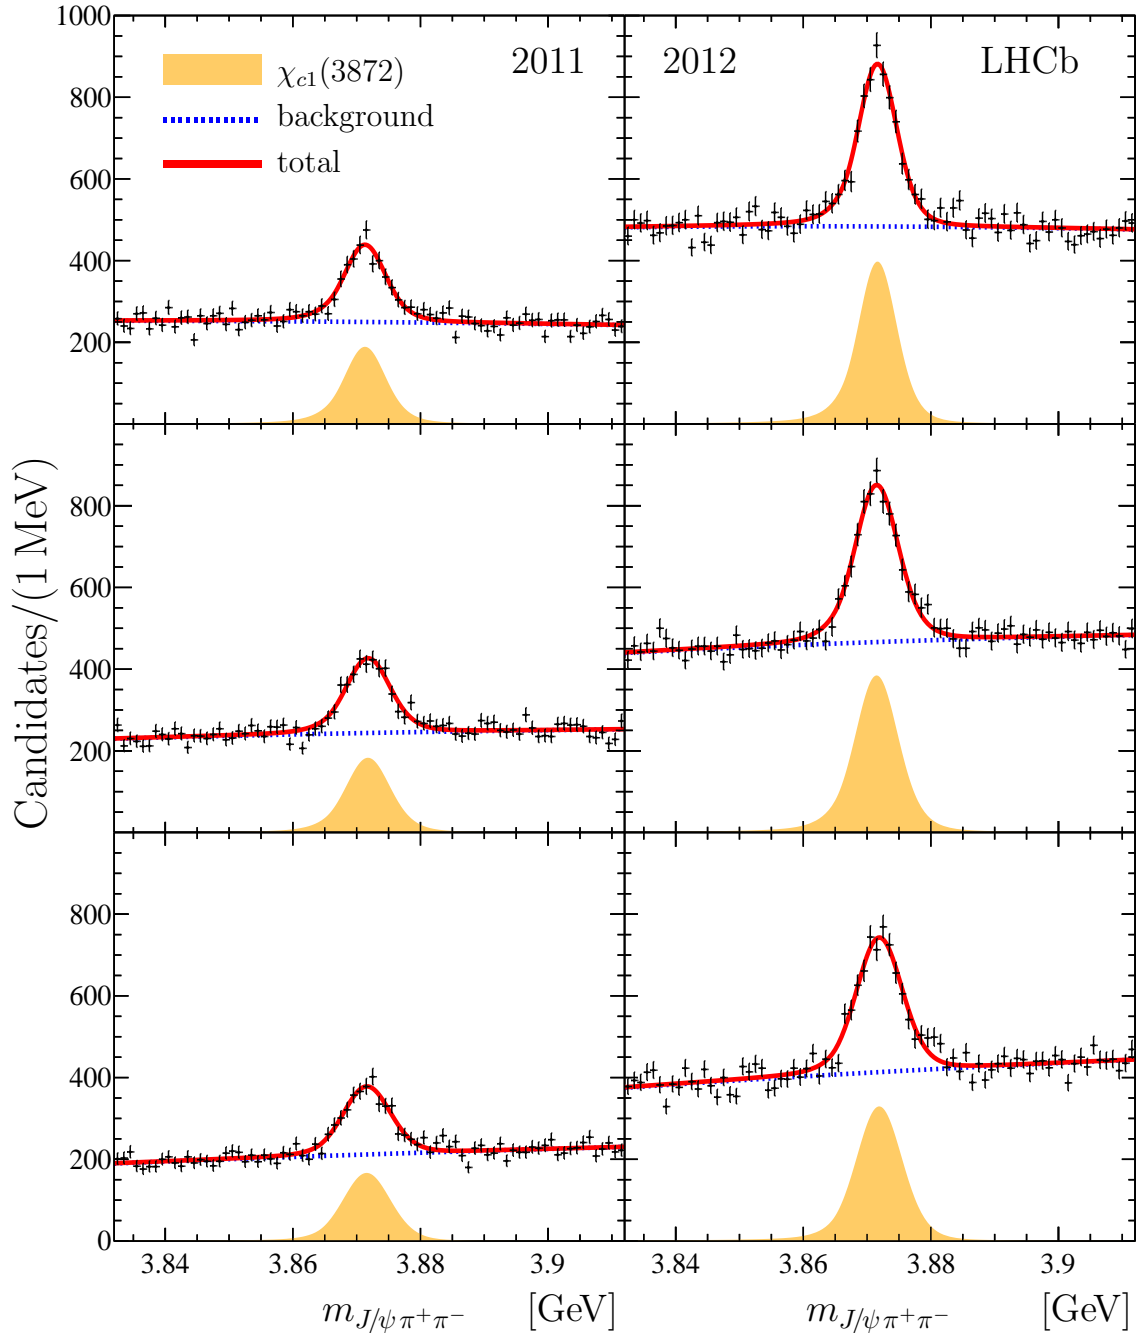 1000
800
600
400
200
χc1(3872)
background
total
2011
2012
LHCb
800
600
400
200
Candidates/(1 MeV)
800
600
400
200
0
3.84 3.86 3.88 3.9
3.84 3.86 3.88 3.9
mJ/ψπ+π− [GeV]
mJ/ψπ+π− [GeV]